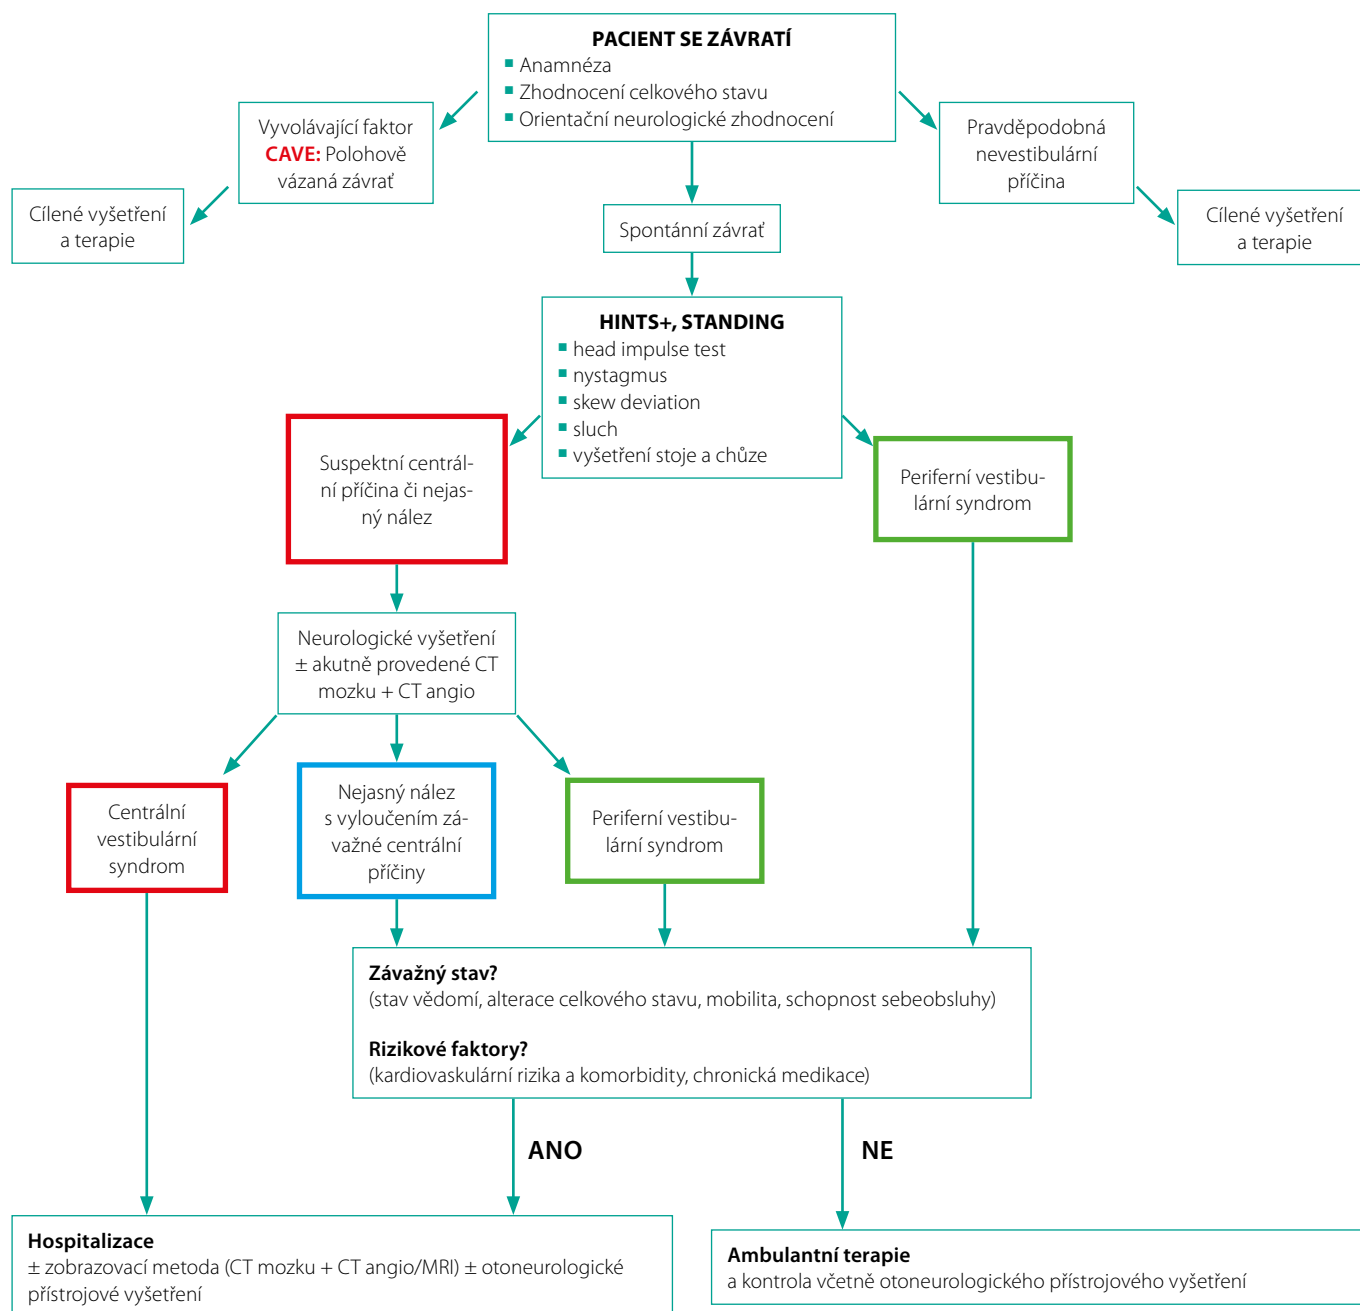 PACIENT SE ZÁVRATÍ
Anamnéza
Zhodnocení celkového stavu
Orientační neurologické zhodnocení
Vyvolávající faktor
CAVE: Polohově
vázaná závrať
Pravděpodobná
nevestibulární
příčina
Cílené vyšetření
a terapie
Spontánní závrať
Cílené vyšetření
a terapie
HINTS+, STANDING
head impulse test
nystagmus
skew deviation
sluch
vyšetření stoje a chůze
Suspektní centrál-
ní příčina či nejas-
ný nález
Periferní vestibu-
lární syndrom
Neurologické vyšetření
± akutně provedené CT
mozku + CT angio
Centrální
vestibulární
syndrom
Nejasný nález
s vyloučením zá-
važné centrální
příčiny
Periferní vestibu-
lární syndrom
Závažný stav?
(stav vědomí, alterace celkového stavu, mobilita, schopnost sebeobsluhy)
Rizikové faktory?
(kardiovaskulární rizika a komorbidity, chronická medikace)
ANO
NE
Hospitalizace
± zobrazovací metoda (CT mozku + CT angio/MRI) ± otoneurologické
přístrojové vyšetření
Ambulantní terapie
a kontrola včetně otoneurologického přístrojového vyšetření